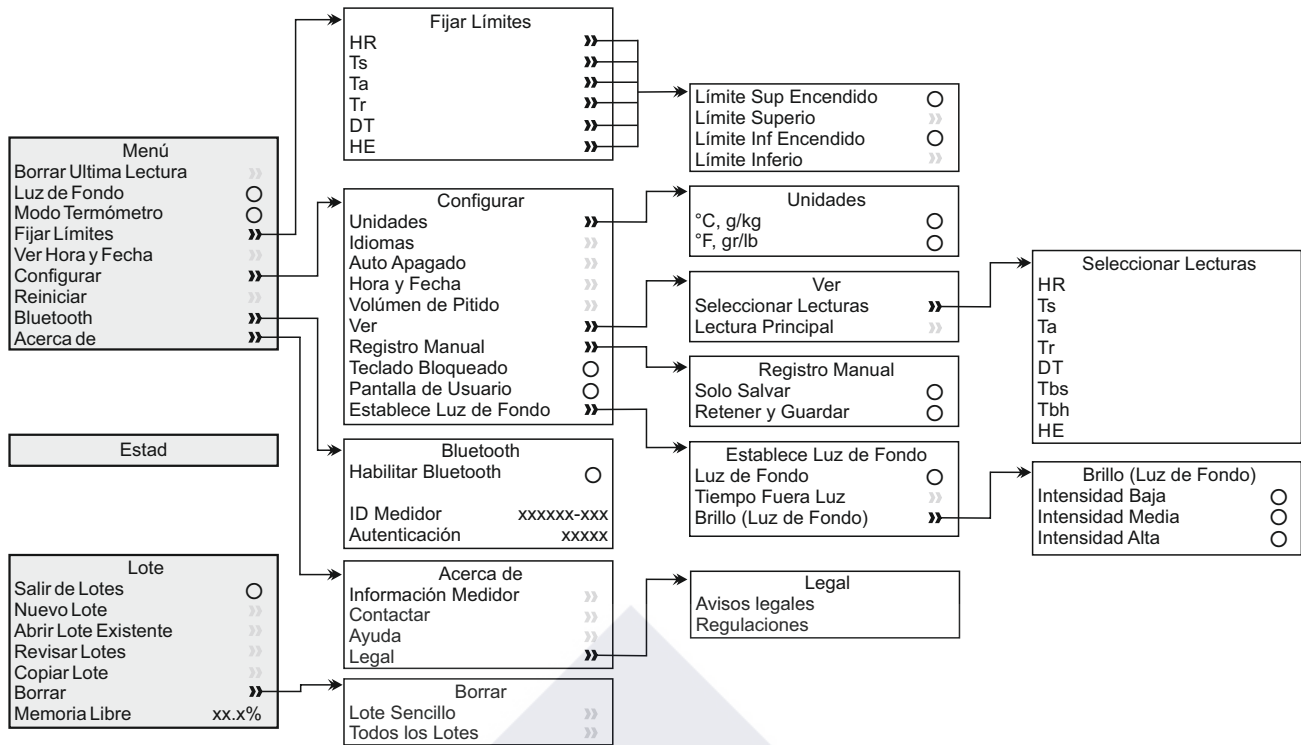 Menú
Borrar Ultima Lectura »
Luz de Fondo
Modo Termómetro
Fijar Límites »
Ver Hora y Fecha »
Configurar »
Reiniciar »
Bluetooth »
Acerca de »
Estad
Lote
Salir de Lotes
Nuevo Lote »
Abrir Lote Existente »
Revisar Lotes »
Copiar Lote »
Borrar »
Memoria Libre xx.x%
Fijar Límites
HR »
Ts »
Ta »
Tr »
DT »
HE »
Configurar
Unidades »
Idiomas »
Auto Apagado »
Hora y Fecha »
Volúmen de Pitido »
Ver »
Registro Manual »
Teclado Bloqueado
Pantalla de Usuario
Establece Luz de Fondo »
Bluetooth
Habilitar Bluetooth
ID Medidor xxxxxx-xxx
Autenticación xxxxx
Acerca de
Información Medidor »
Contactar »
Ayuda »
Legal »
Borrar
Lote Sencillo »
Todos los Lotes »
Límite Sup Encendido
Límite Superio »
Límite Inf Encendido
Límite Inferio »
Unidades
°C, g/kg
°F, gr/lb
Ver
Seleccionar Lecturas »
Lectura Principal »
Registro Manual
Solo Salvar
Retener y Guardar
Establece Luz de Fondo
Luz de Fondo
Tiempo Fuera Luz »
Brillo (Luz de Fondo) »
Legal
Avisos legales
Regulaciones
Seleccionar Lecturas
HR
Ts
Ta
Tr
DT
Tbs
Tbh
HE
Brillo (Luz de Fondo)
Intensidad Baja
Intensidad Media
Intensidad Alta